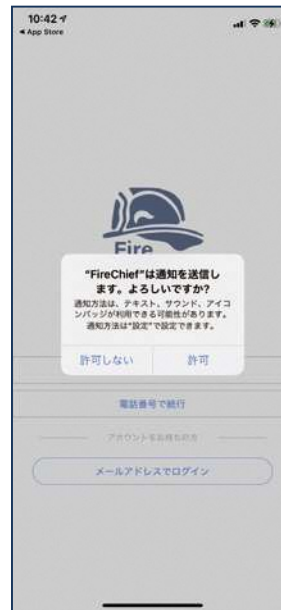 10:42
◀ App Store
Fire
"FireChief"は通知を送信し
ます。よろしいですか?
通知方法は、テキスト、サウンド、アイコ
ンバッジが利用できる可能性があります。
通知方法は"設定"で設定できます。
許可しない
許可
電話番号で続行
アカウントをお持ちの方
メールアドレスでログイン